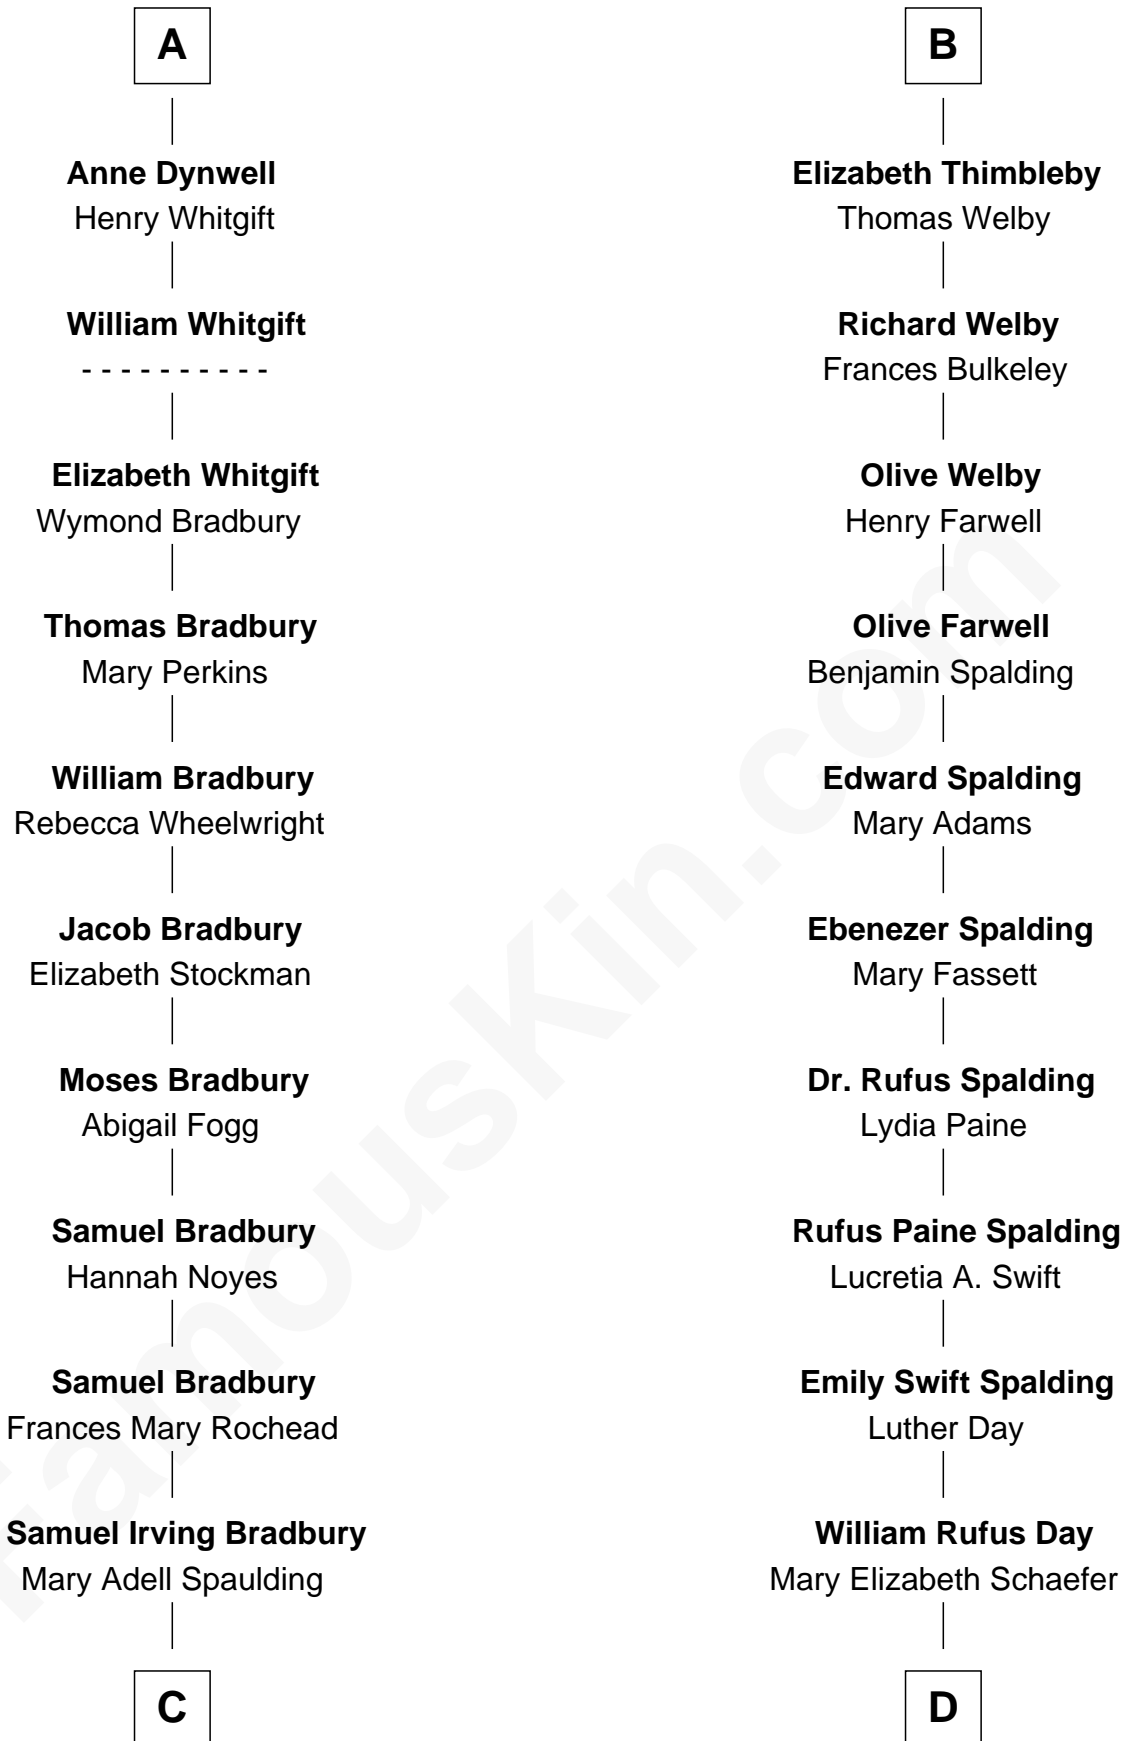 A
Anne Dynwell
Henry Whitgift
William Whitgift
- - - - - - - - - -
Elizabeth Whitgift
Wymond Bradbury
Thomas Bradbury
Mary Perkins
William Bradbury
Rebecca Wheelwright
Jacob Bradbury
Elizabeth Stockman
Moses Bradbury
Abigail Fogg
Samuel Bradbury
Hannah Noyes
Samuel Bradbury
Frances Mary Rochead
Samuel Irving Bradbury
Mary Adell Spaulding
C
B
Elizabeth Thimbleby
Thomas Welby
Richard Welby
Frances Bulkeley
Olive Welby
Henry Farwell
Olive Farwell
Benjamin Spalding
Edward Spalding
Mary Adams
Ebenezer Spalding
Mary Fassett
Dr. Rufus Spalding
Lydia Paine
Rufus Paine Spalding
Lucretia A. Swift
Emily Swift Spalding
Luther Day
William Rufus Day
Mary Elizabeth Schaefer
D
FamousKin.com